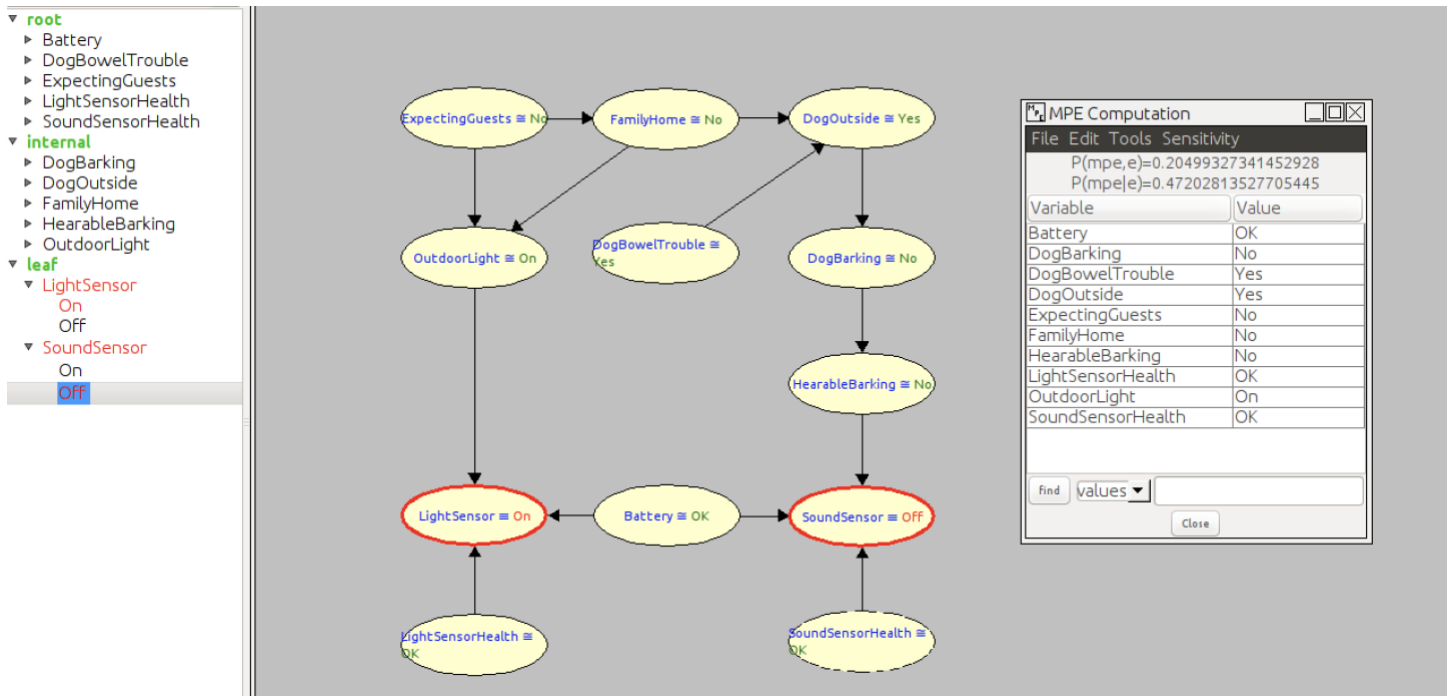 root
Battery
DogBowelTrouble
ExpectingGuests
LightSensorHealth
SoundSensorHealth
internal
DogBarking
DogOutside
FamilyHome
HearableBarking
OutdoorLight
leaf
LightSensor
On
Off
SoundSensor
On
Off
ExpectingGuests ≅ No
FamilyHome ≅ No
DogOutside ≅ Yes
OutdoorLight ≅ On
DogBowelTrouble ≅
Yes
DogBarking ≅ No
HearableBarking ≅ No
LightSensor ≡ On
Battery ≅ OK
SoundSensor ≡ Off
LightSensorHealth ≅
OK
SoundSensorHealth ≅
OK
MPE Computation
File Edit Tools Sensitivity
P(mpe,e)=0.20499327341452928
P(mpe|e)=0.47202813527705445
Variable Value
Battery OK
DogBarking No
DogBowelTrouble Yes
DogOutside Yes
ExpectingGuests No
FamilyHome No
HearableBarking No
LightSensorHealth OK
OutdoorLight On
SoundSensorHealth OK
find values
Close